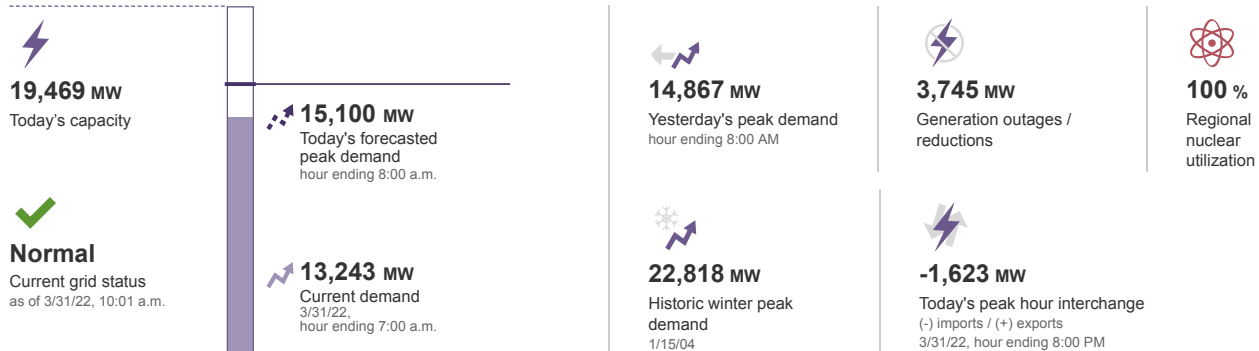 19,469 MW
Today's capacity
Normal
Current grid status
as of 3/31/22, 10:01 a.m.
15,100 MW
Today's forecasted
peak demand
hour ending 8:00 a.m.
13,243 MW
Current demand
3/31/22,
hour ending 7:00 a.m.
14,867 MW
Yesterday's peak demand
hour ending 8:00 AM
3,745 MW
Generation outages /
reductions
100 %
Regional
nuclear
utilization
22,818 MW
Historic winter peak
demand
1/15/04
-1,623 MW
Today's peak hour interchange
(-) imports / (+) exports
3/31/22, hour ending 8:00 PM